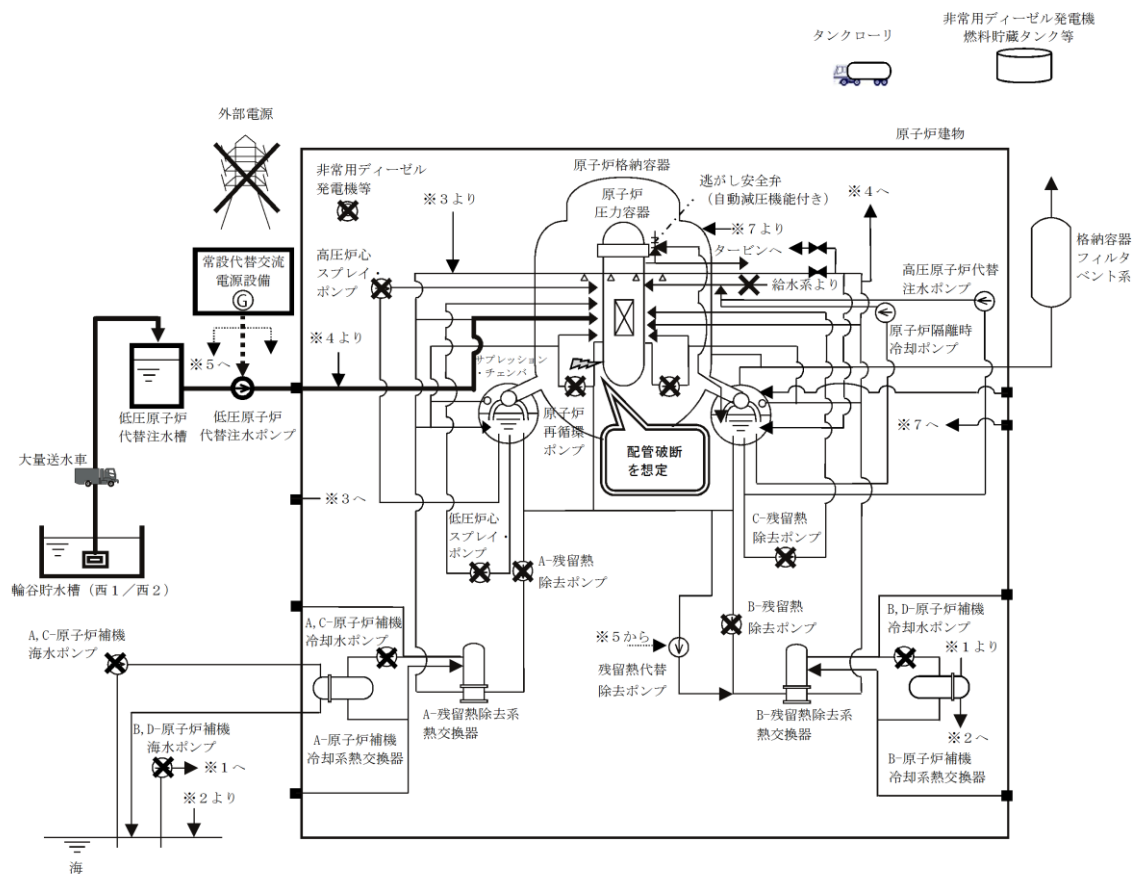 タンクローリ
非常用ディーゼル発電機
燃料貯蔵タンク等
外部電源
原子炉建物
非常用ディーゼル
発電機等
原子炉格納容器
原子炉
圧力容器
逃がし安全弁
(自動減圧機能付き)
※3より
※4へ
※7より
タービンへ
格納容器
フィルタ
ベント系
常設代替交流
電源設備
G
高圧炉心
スプレイ・
ポンプ
給水系より
高圧原子炉代替
注水ポンプ
原子炉隔離時
冷却ポンプ
※5へ
※4より
サプレッション
・チェンバ
低圧原子炉
代替注水槽
低圧原子炉
代替注水ポンプ
原子炉
再循環
ポンプ
配管破断
を想定
※7へ
大量送水車
※3へ
低圧炉心
スプレイ・
ポンプ
C-残留熱
除去ポンプ
A-残留熱
除去ポンプ
輪谷貯水槽(西1/西2)
A,C-原子炉補機
海水ポンプ
A,C-原子炉補機
冷却水ポンプ
※5から
残留熱代替
除去ポンプ
B-残留熱
除去ポンプ
B,D-原子炉補機
冷却水ポンプ
※1より
A-残留熱除去系
熱交換器
B-残留熱除去系
熱交換器
※2へ
B,D-原子炉補機
海水ポンプ
※1へ
A-原子炉補機
冷却系熱交換器
B-原子炉補機
冷却系熱交換器
※2より
海